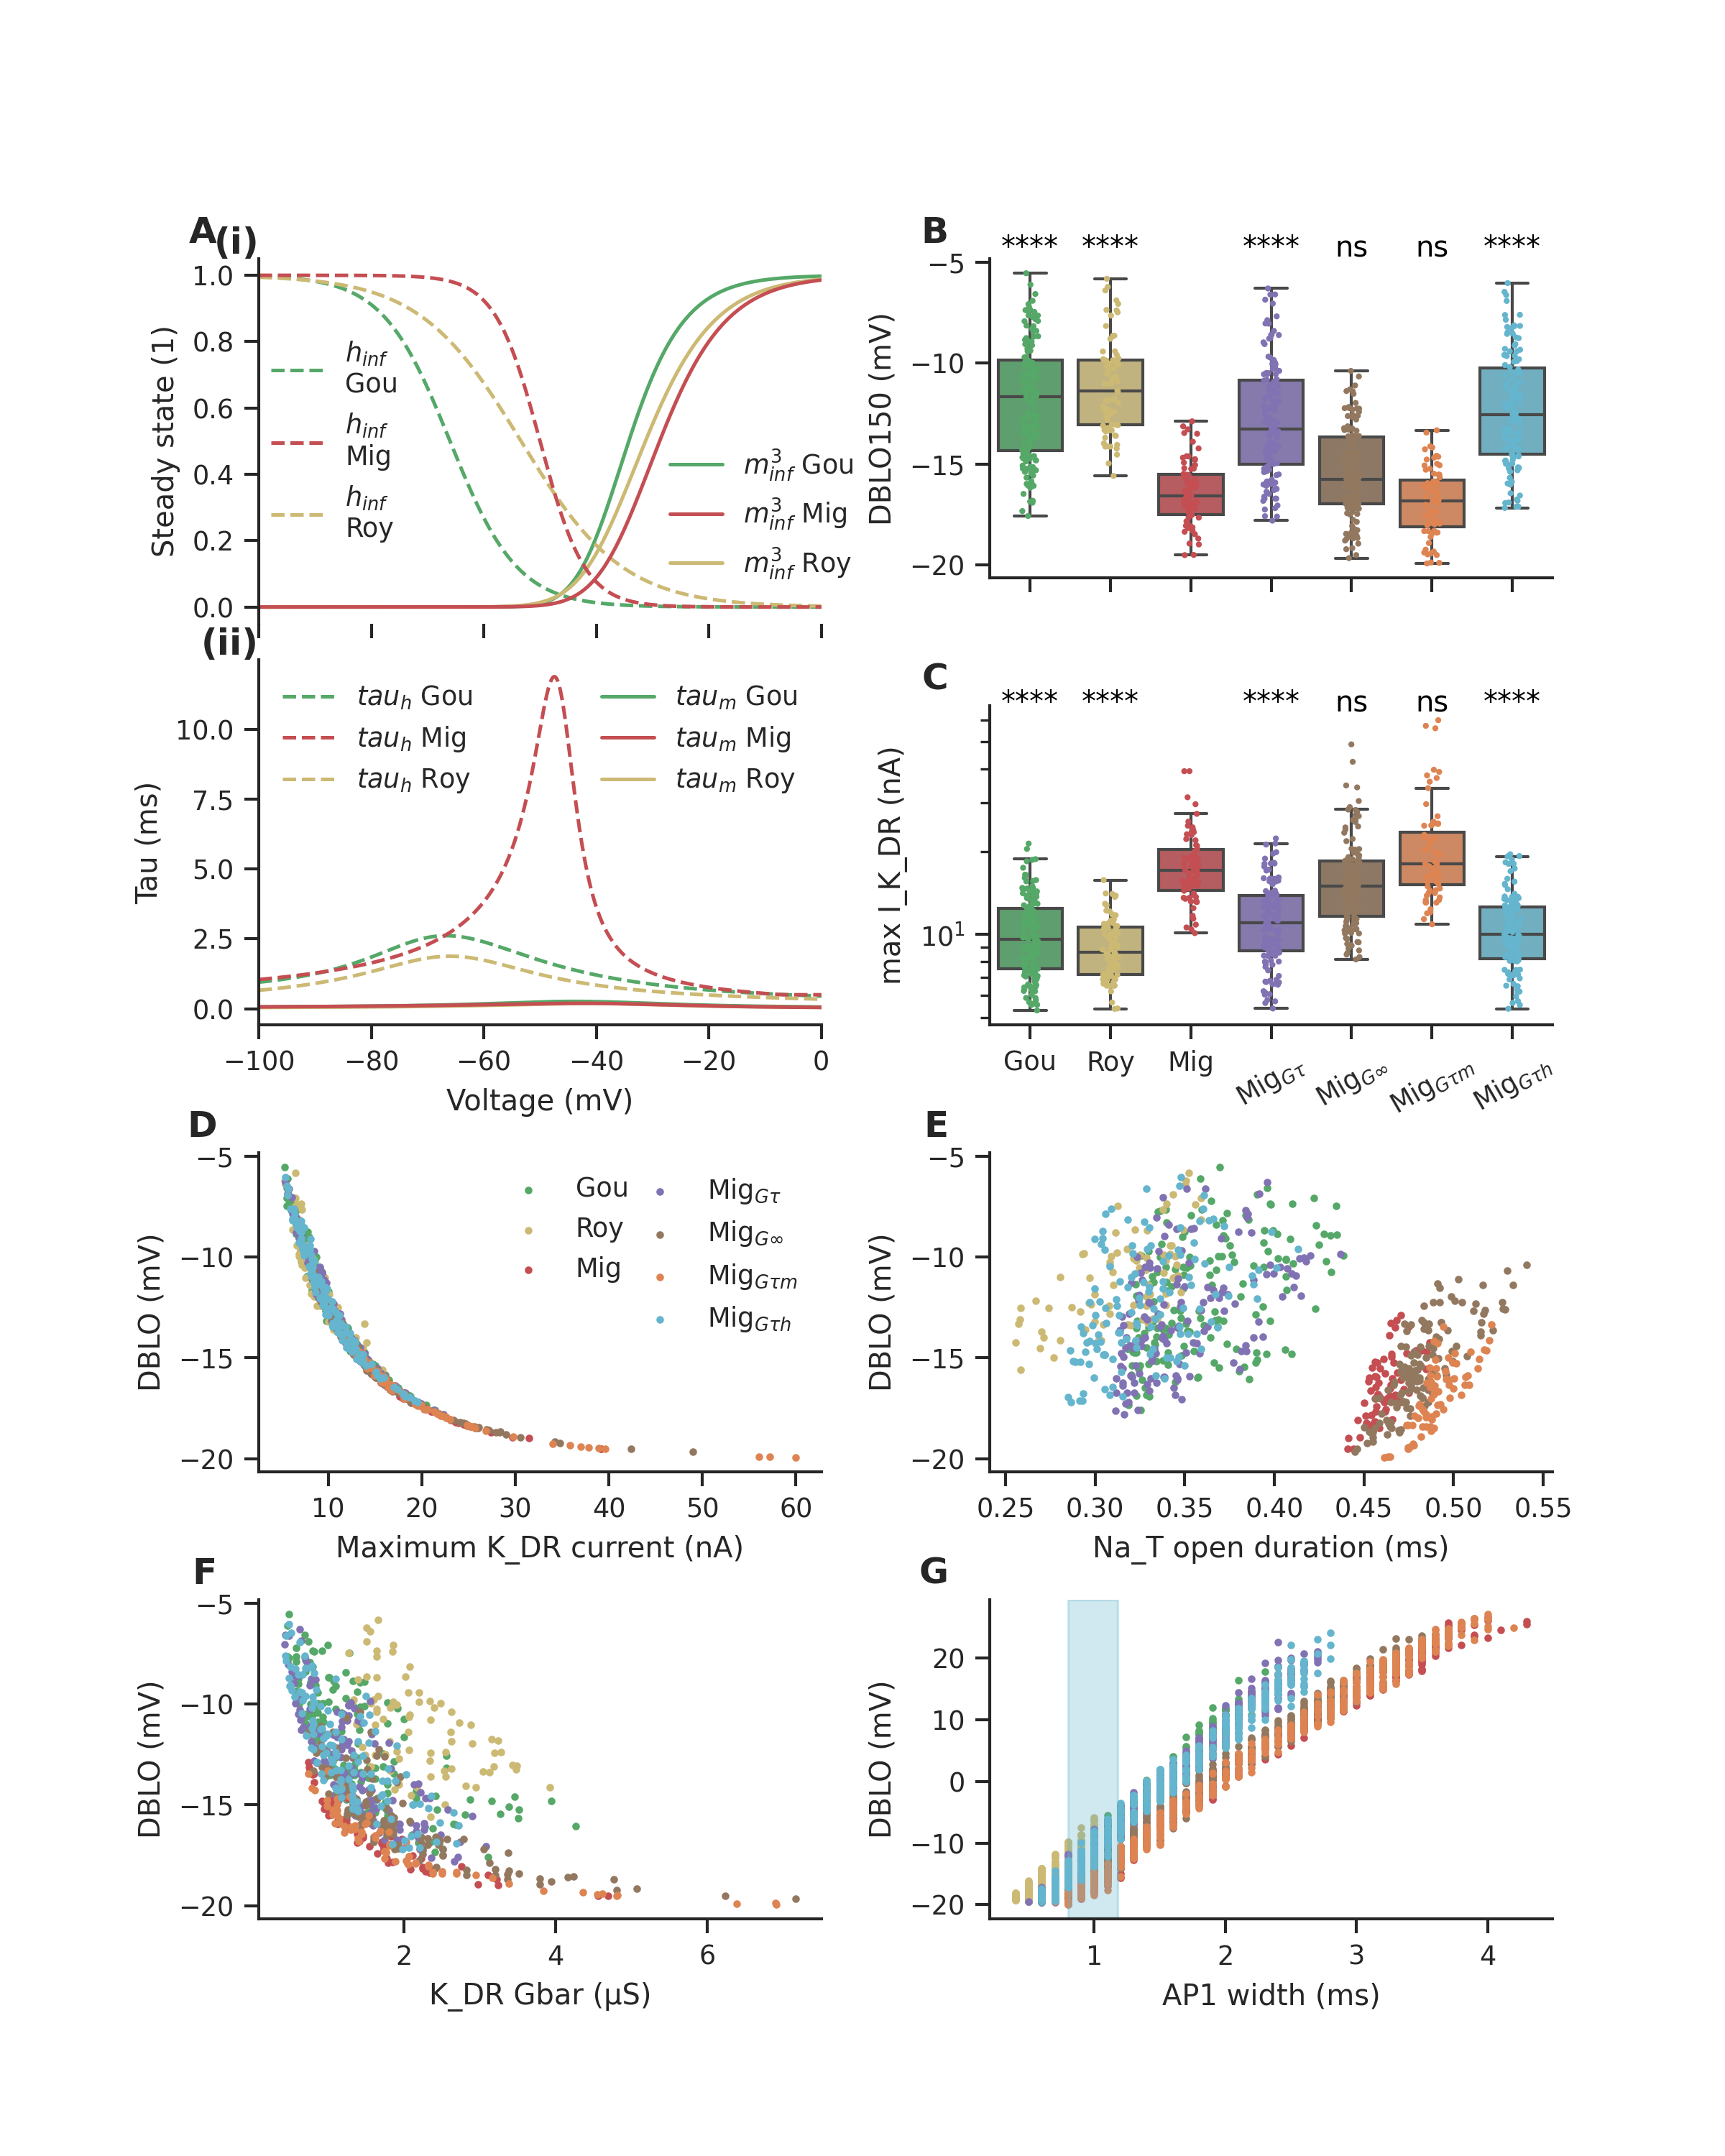 A
(i)
1.0
0.8
0.6
0.4
0.2
0.0
Steady state (1)
h_inf
Gou
h_inf
Mig
h_inf
Roy
m^3_inf Gou
m^3_inf Mig
m^3_inf Roy
(ii)
tau_h Gou
tau_h Mig
tau_h Roy
tau_m Gou
tau_m Mig
tau_m Roy
10.0
7.5
5.0
2.5
0.0
Tau (ms)
−100
−80
−60
−40
−20
0
Voltage (mV)
B
**** **** **** ns ns ****
−5
−10
−15
−20
DBLO150 (mV)
C
**** **** **** ns ns ****
10^1
max I_K_DR (nA)
Gou
Roy
Mig
Mig_Gτ
Mig_G∞
Mig_Gτm
Mig_Gτh
D
−5
−10
−15
−20
DBLO (mV)
Gou
Roy
Mig
Mig_Gτ
Mig_G∞
Mig_Gτm
Mig_Gτh
10
20
30
40
50
60
Maximum K_DR current (nA)
E
−5
−10
−15
−20
DBLO (mV)
0.25
0.30
0.35
0.40
0.45
0.50
0.55
Na_T open duration (ms)
F
−5
−10
−15
−20
DBLO (mV)
2
4
6
K_DR Gbar (μS)
G
20
10
0
−10
−20
DBLO (mV)
1
2
3
4
AP1 width (ms)